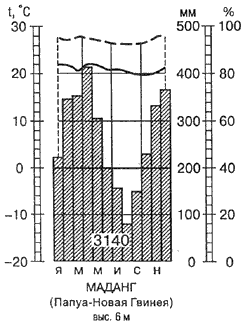 t, °C мм %
30 500 100
20 400 80
10 300 60
0 200 40
−10 100 20
−20 0 0
3140
Я М М И С Н
МАДАНГ
(Папуа-Новая Гвинея)
выс. 6 м